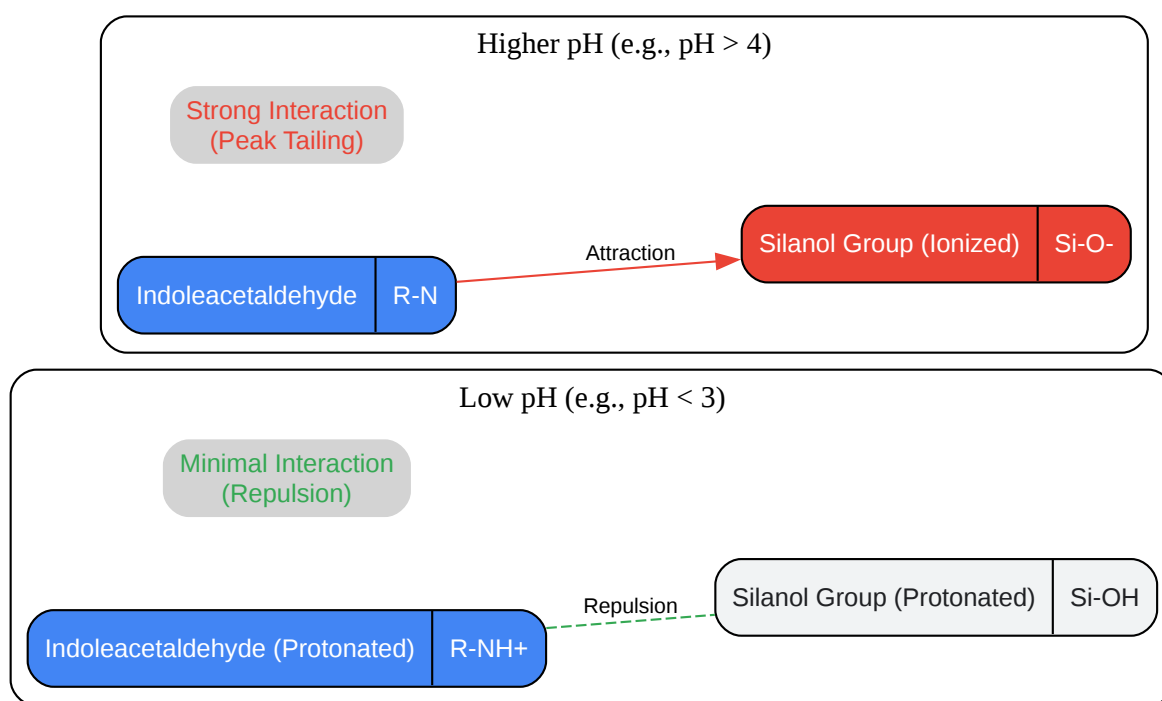 Higher pH (e.g., pH > 4)
Strong Interaction
(Peak Tailing)
Attraction
Silanol Group (Ionized) Si-O-
Indoleacetaldehyde R-N
Low pH (e.g., pH < 3)
Minimal Interaction
(Repulsion)
Repulsion
Silanol Group (Protonated) Si-OH
Indoleacetaldehyde (Protonated) R-NH+